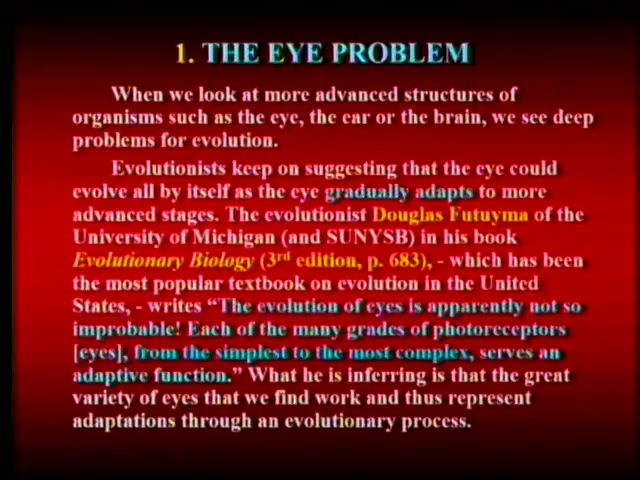 1. THE EYE PROBLEM
When we look at more advanced structures of
organisms such as the eye, the ear or the brain, we see deep
problems for evolution.
Evolutionists keep on suggesting that the eye could
evolve all by itself as the eye gradually adapts to more
advanced stages. The evolutionist Douglas Futuyma of the
University of Michigan (and SUNYSB) in his book
Evolutionary Biology (3rd edition, p. 683), - which has been
the most popular textbook on evolution in the United
States, - writes “The evolution of eyes is apparently not so
improbable! Each of the many grades of photoreceptors
[eyes], from the simplest to the most complex, serves an
adaptive function.” What he is inferring is that the great
variety of eyes that we find work and thus represent
adaptations through an evolutionary process.